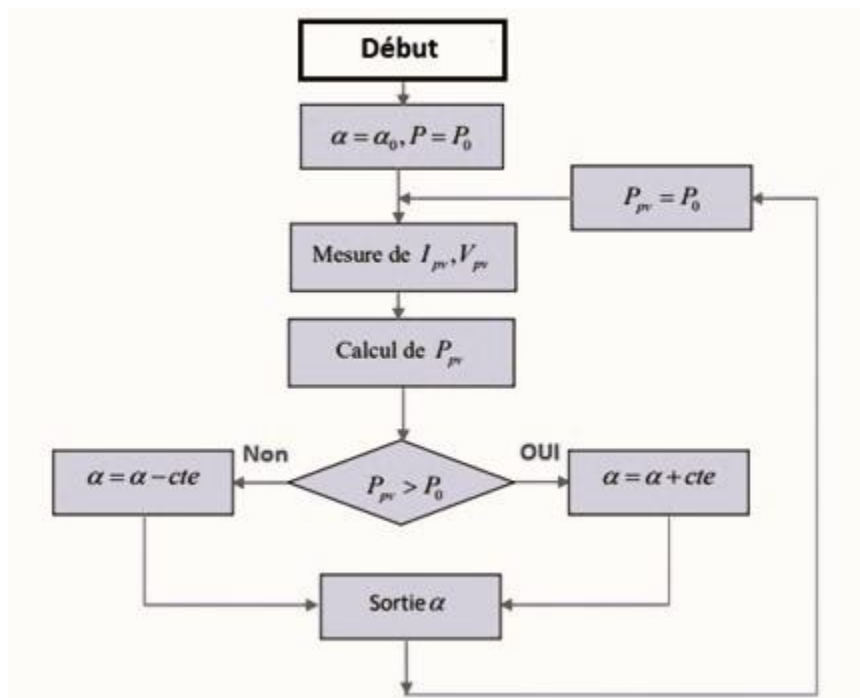 Début
α = α₀, P = P₀
P_pv = P₀
Mesure de I_pv, V_pv
Calcul de P_pv
Non
OUI
α = α − cte
P_pv > P₀
α = α + cte
Sortie α